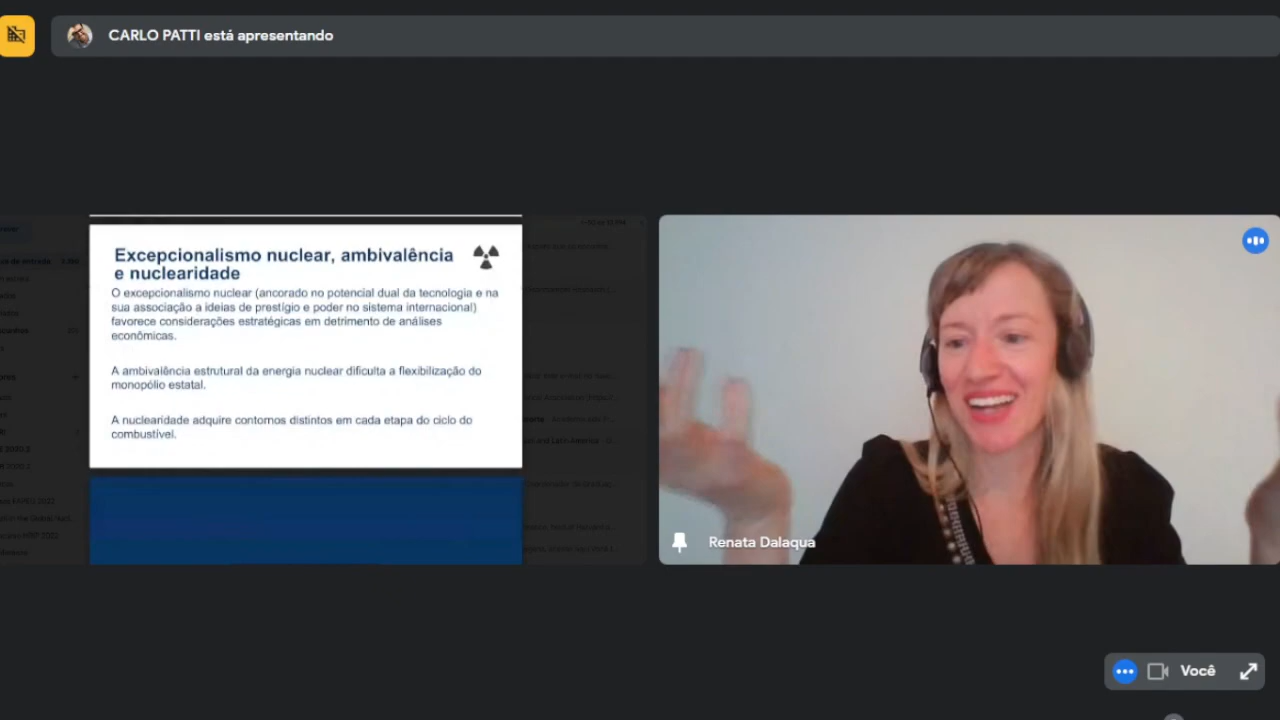 CARLO PATTI está apresentando
Excepcionalismo nuclear, ambivalência
e nuclearidade
O excepcionalismo nuclear (ancorado no potencial dual da tecnologia e na
sua associação a ideias de prestígio e poder no sistema internacional)
favorece considerações estratégicas em detrimento de análises
econômicas.
A ambivalência estrutural da energia nuclear dificulta a flexibilização do
monopólio estatal.
A nuclearidade adquire contornos distintos em cada etapa do ciclo do
combustível.
Renata Dalaqua
Você